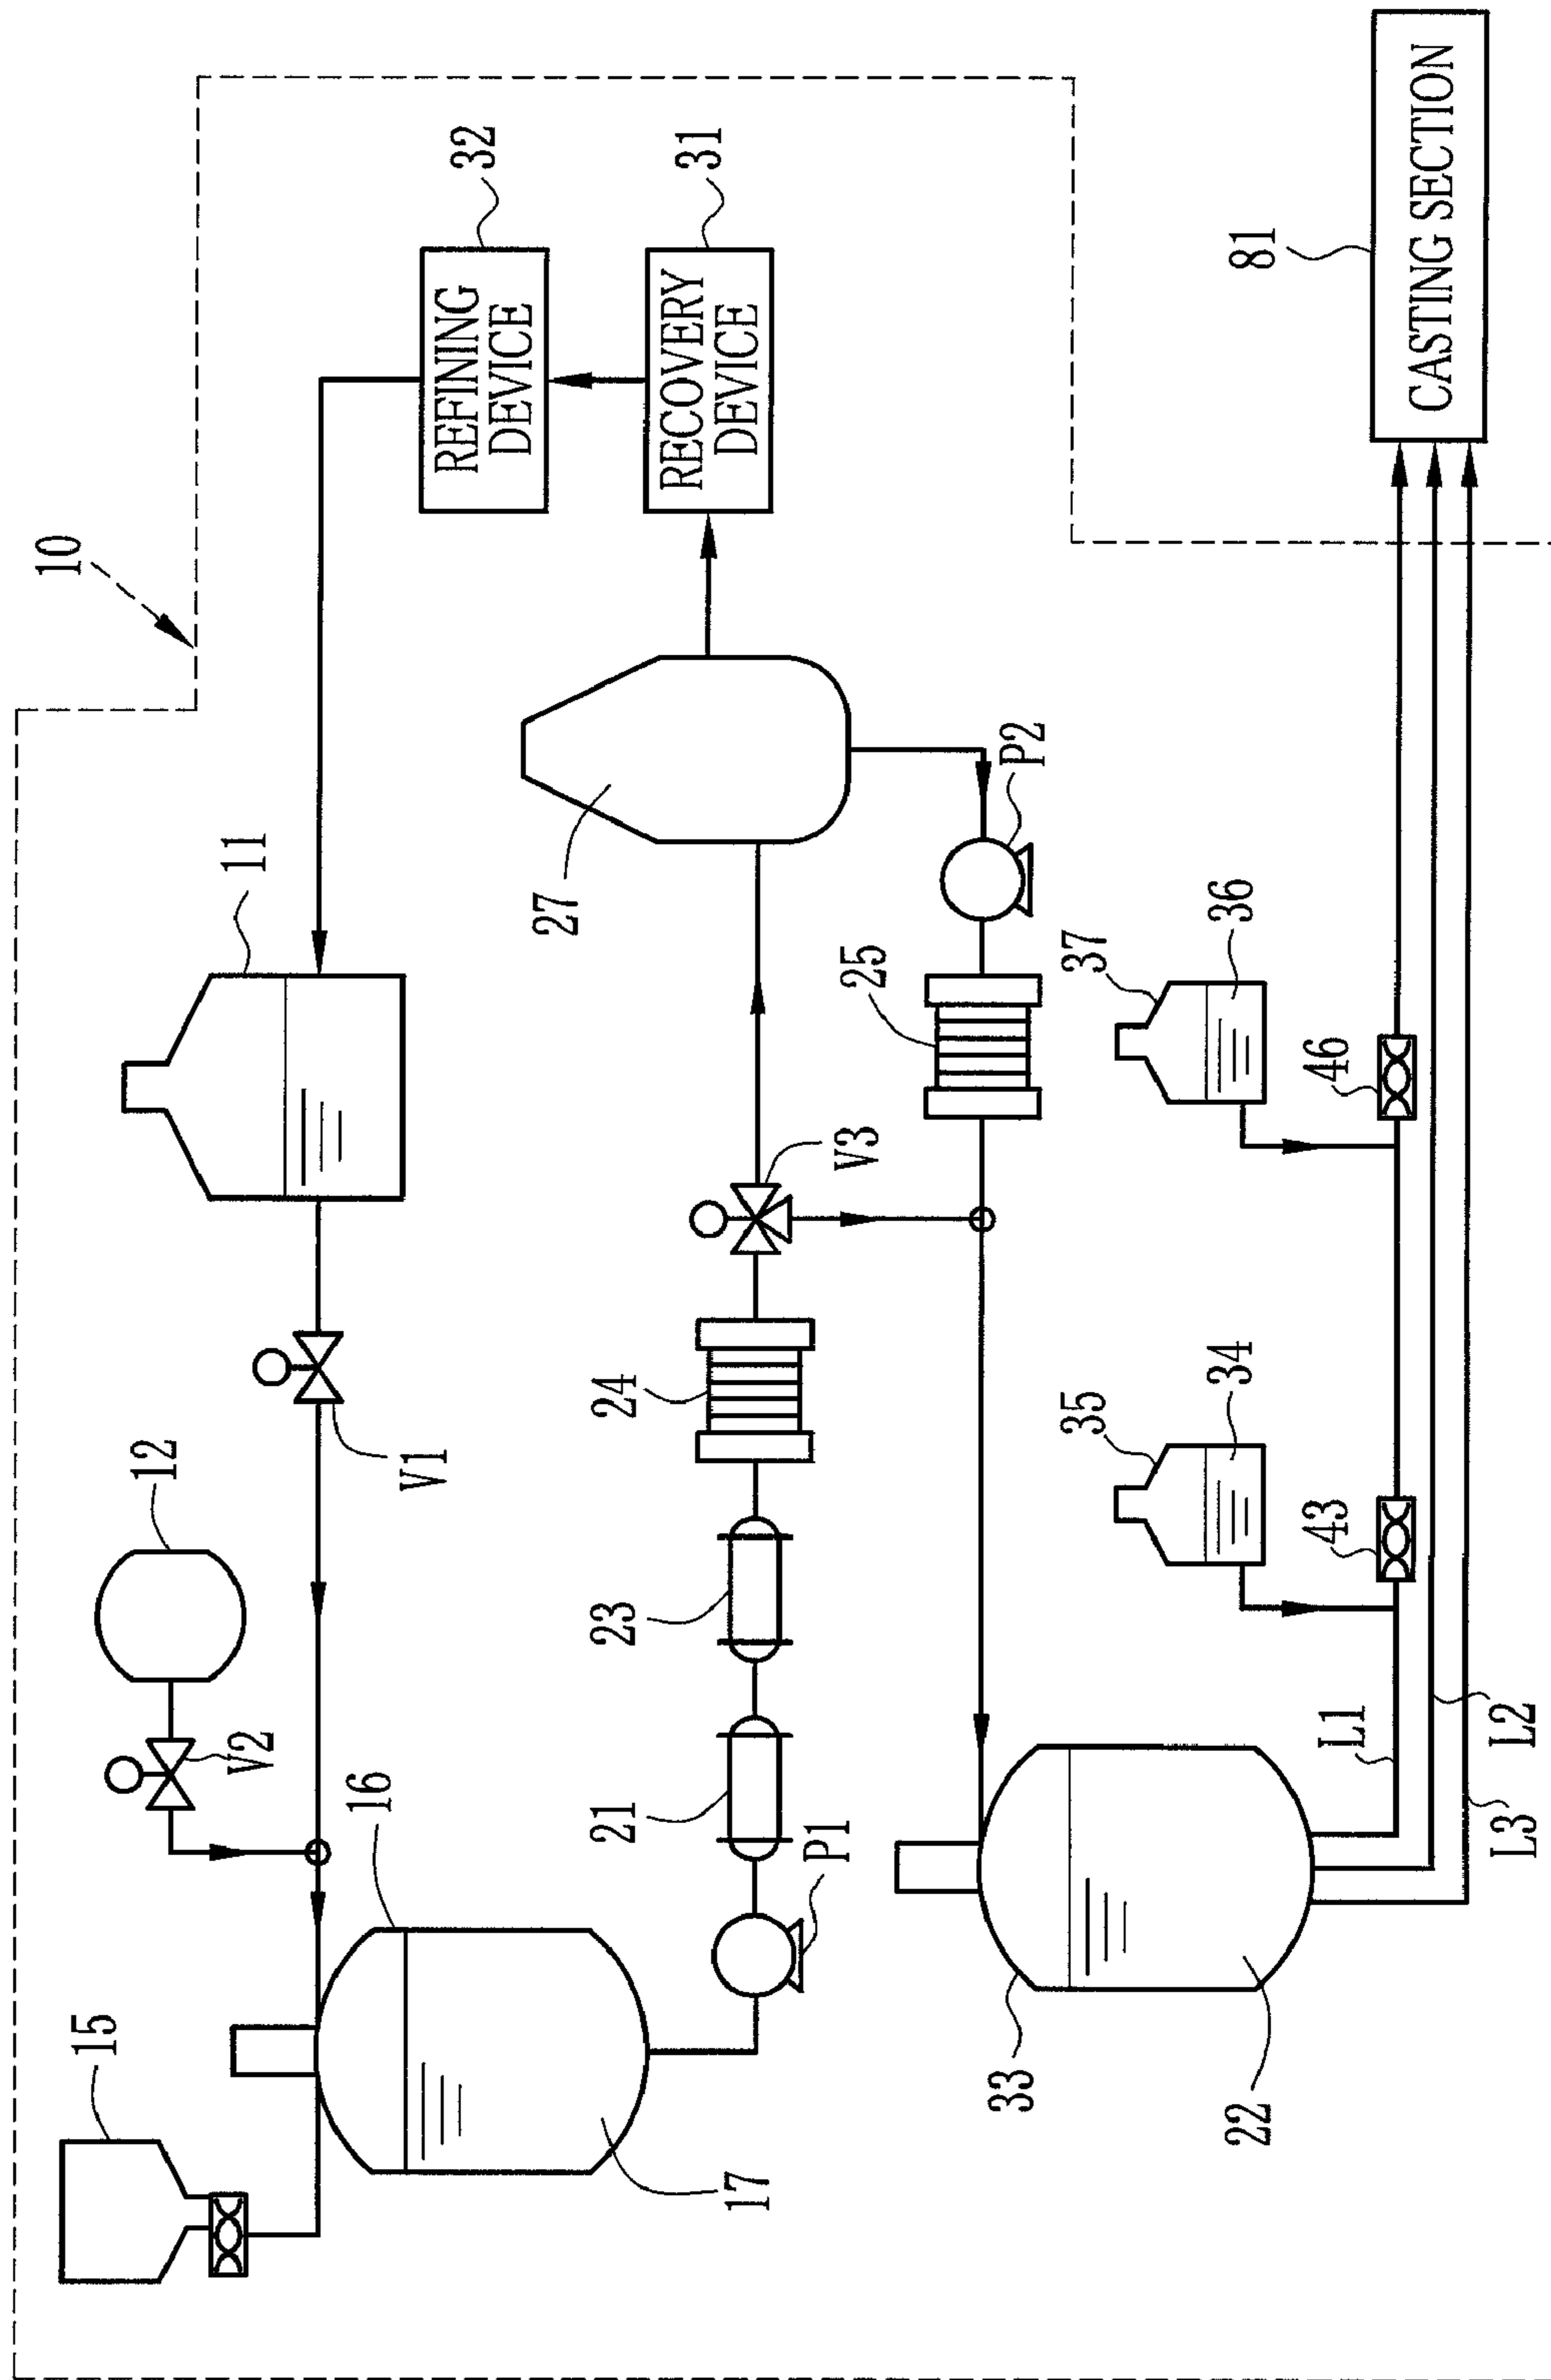 10
32
REFINING
DEVICE
31
RECOVERY
DEVICE
81
CASTING SECTION
11
27
P2
12
V1
V2
15
16
17
24
V3
25
23
21
P1
37
36
46
35
34
43
33
22
L1
L2
L3